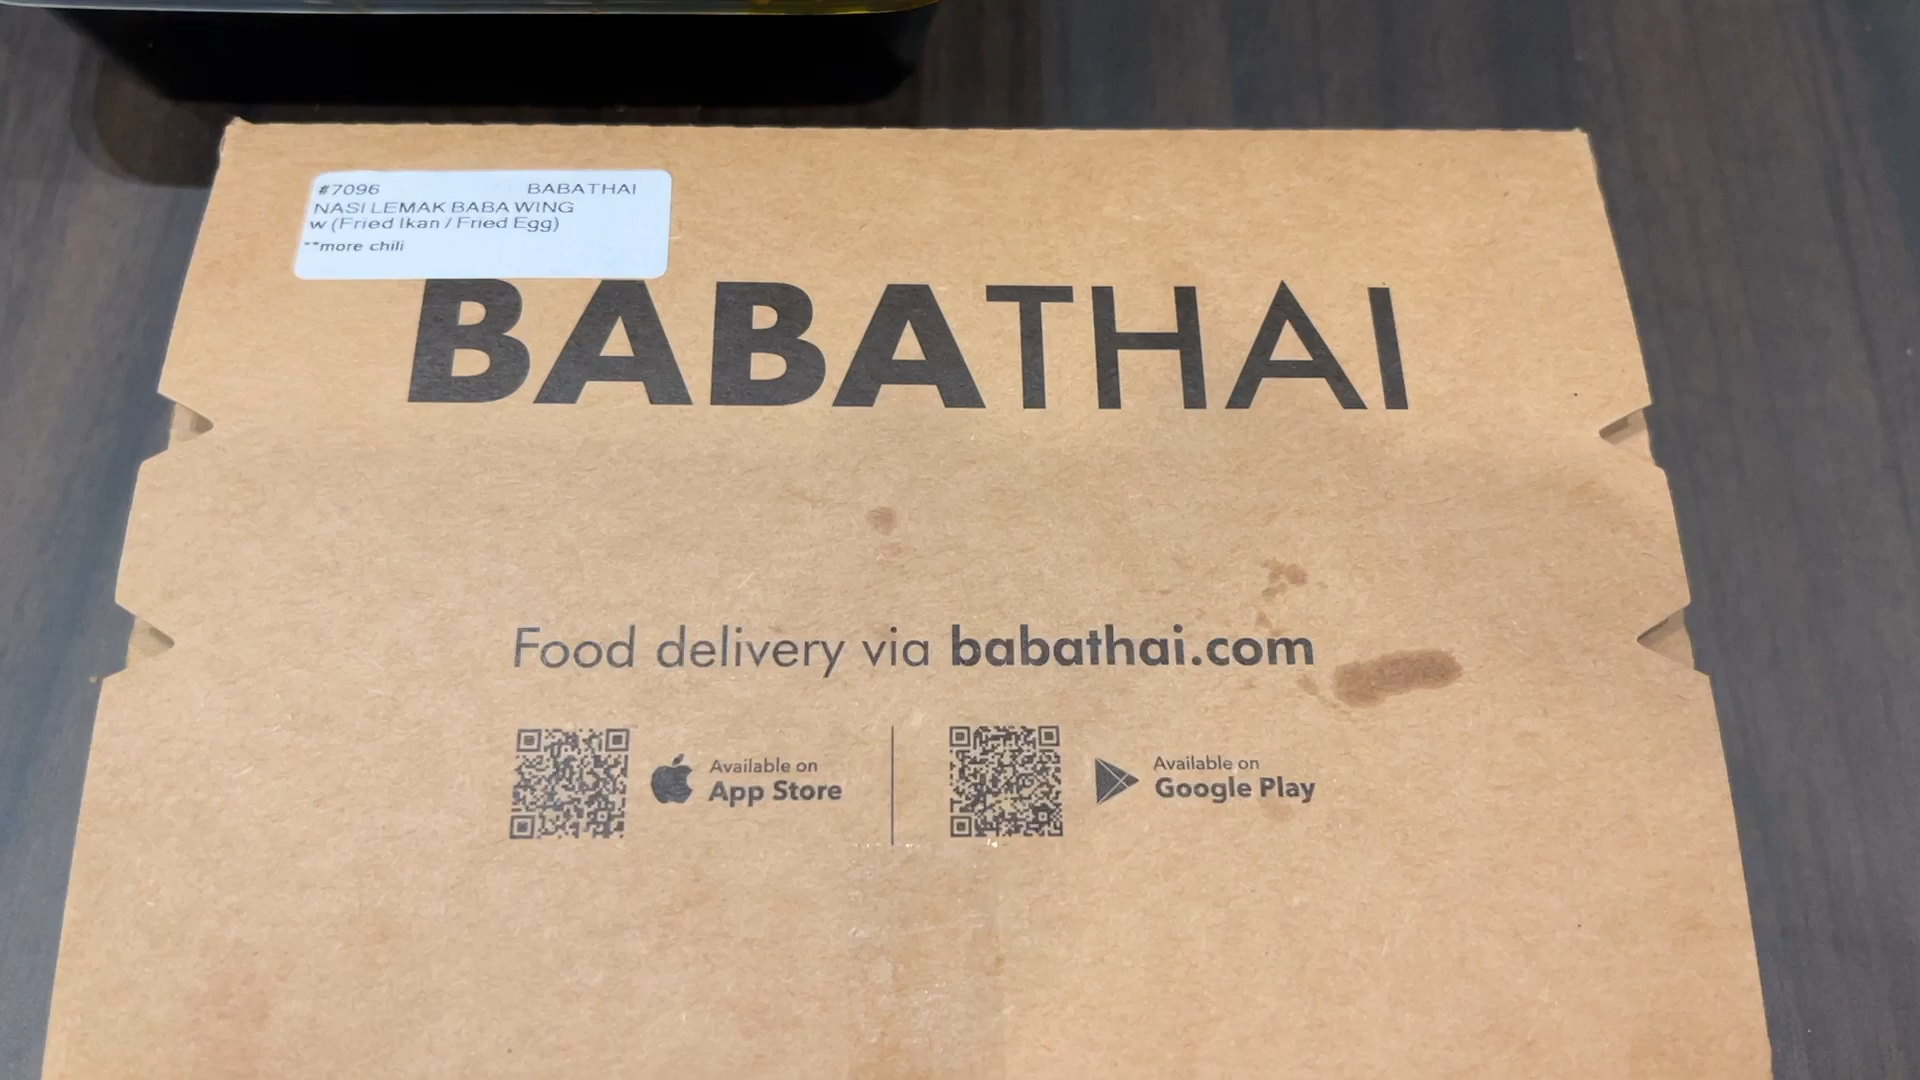 #7096 BABATHAI
NASI LEMAK BABA WING
w (Fried Ikan / Fried Egg)
**more chili
BABATHAI
Food delivery via babathai.com
Available on
App Store
Available on
Google Play